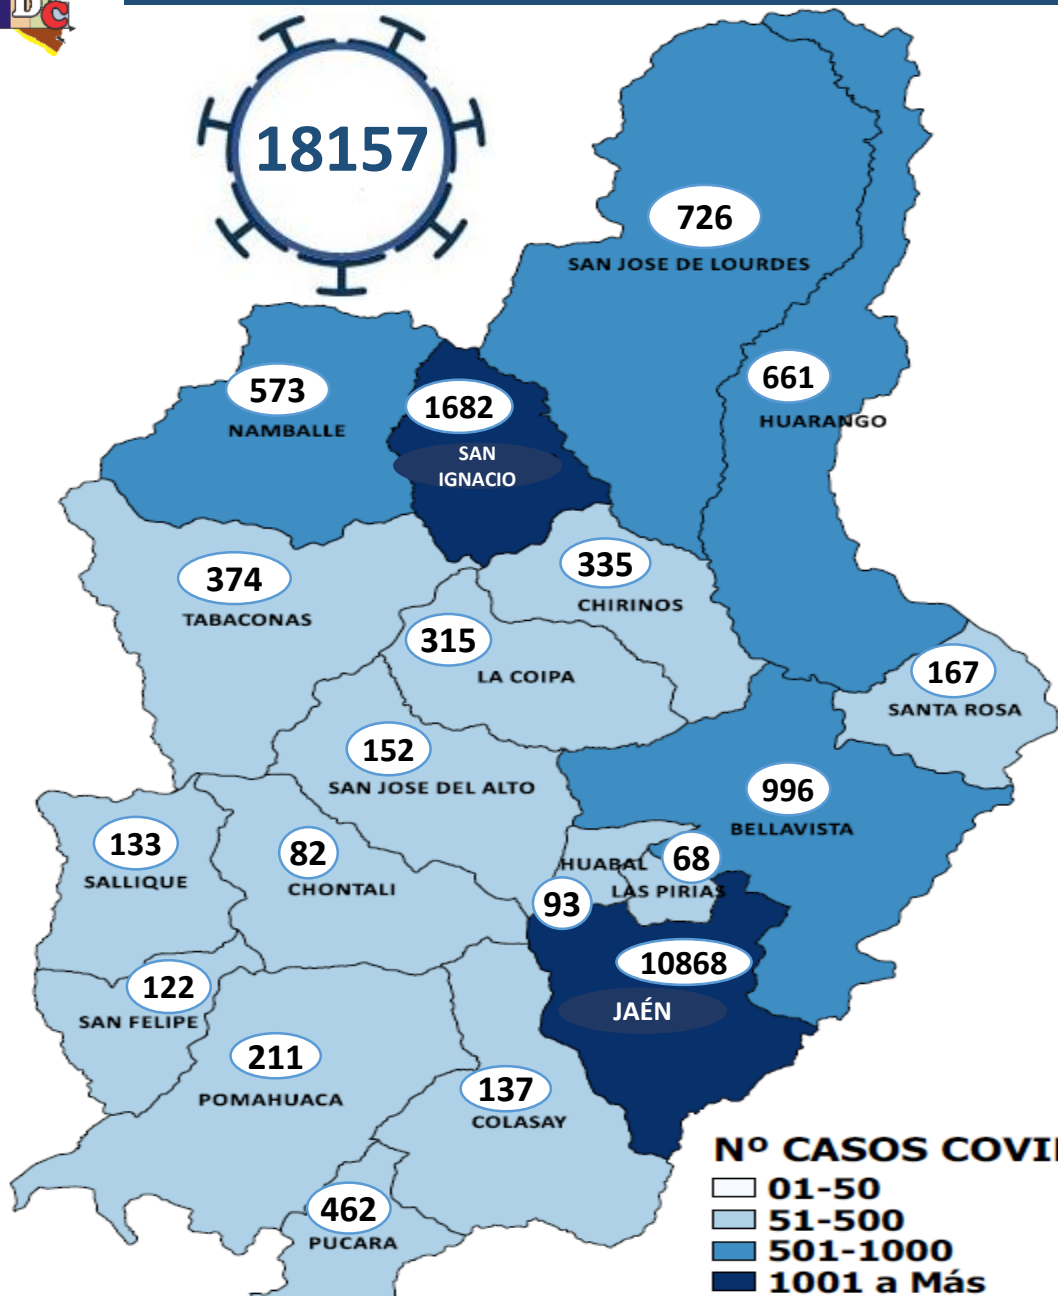 DC
18157
726
SAN JOSE DE LOURDES
661
HUARANGO
573
NAMBALLE
1682
SAN
IGNACIO
374
TABACONAS
335
CHIRINOS
315
LA COIPA
167
SANTA ROSA
152
SAN JOSE DEL ALTO
996
BELLAVISTA
133
SALLIQUE
82
CHONTALI
HUABAL
68
LAS PIRIAS
93
10868
JAÉN
122
SAN FELIPE
211
POMAHUACA
137
COLASAY
462
PUCARA
Nº CASOS COVI
01-50
51-500
501-1000
1001 a Más